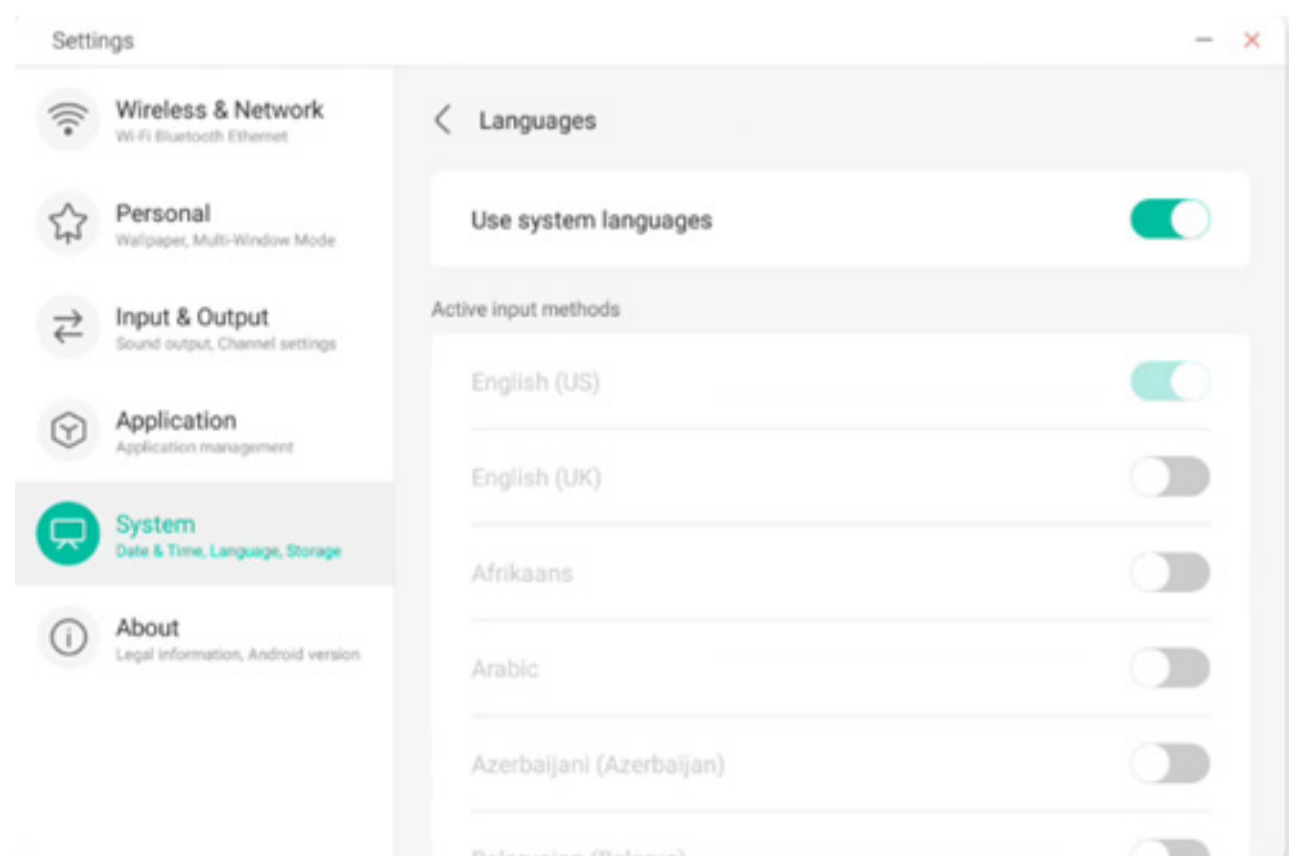 Settings
Wireless & Network
Wi-Fi Bluetooth Ethernet
Personal
Wallpaper, Multi-Window Mode
Input & Output
Sound output, Channel settings
Application
Application management
System
Date & Time, Language, Storage
About
Legal information, Android version
Languages
Use system languages
Active input methods
English (US)
English (UK)
Afrikaans
Arabic
Azerbaijani (Azerbaijan)